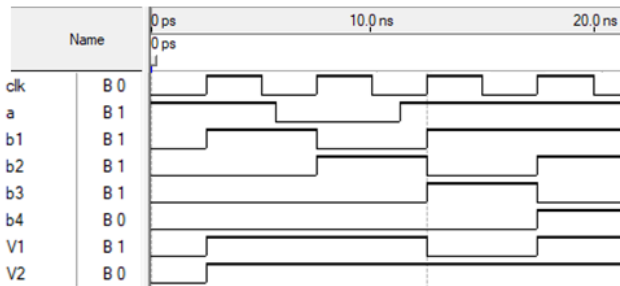 Name 0 ps 10.0 ns 20.0 ns
0 ps
clk B 0
a B 1
b1 B 1
b2 B 1
b3 B 1
b4 B 0
V1 B 1
V2 B 0